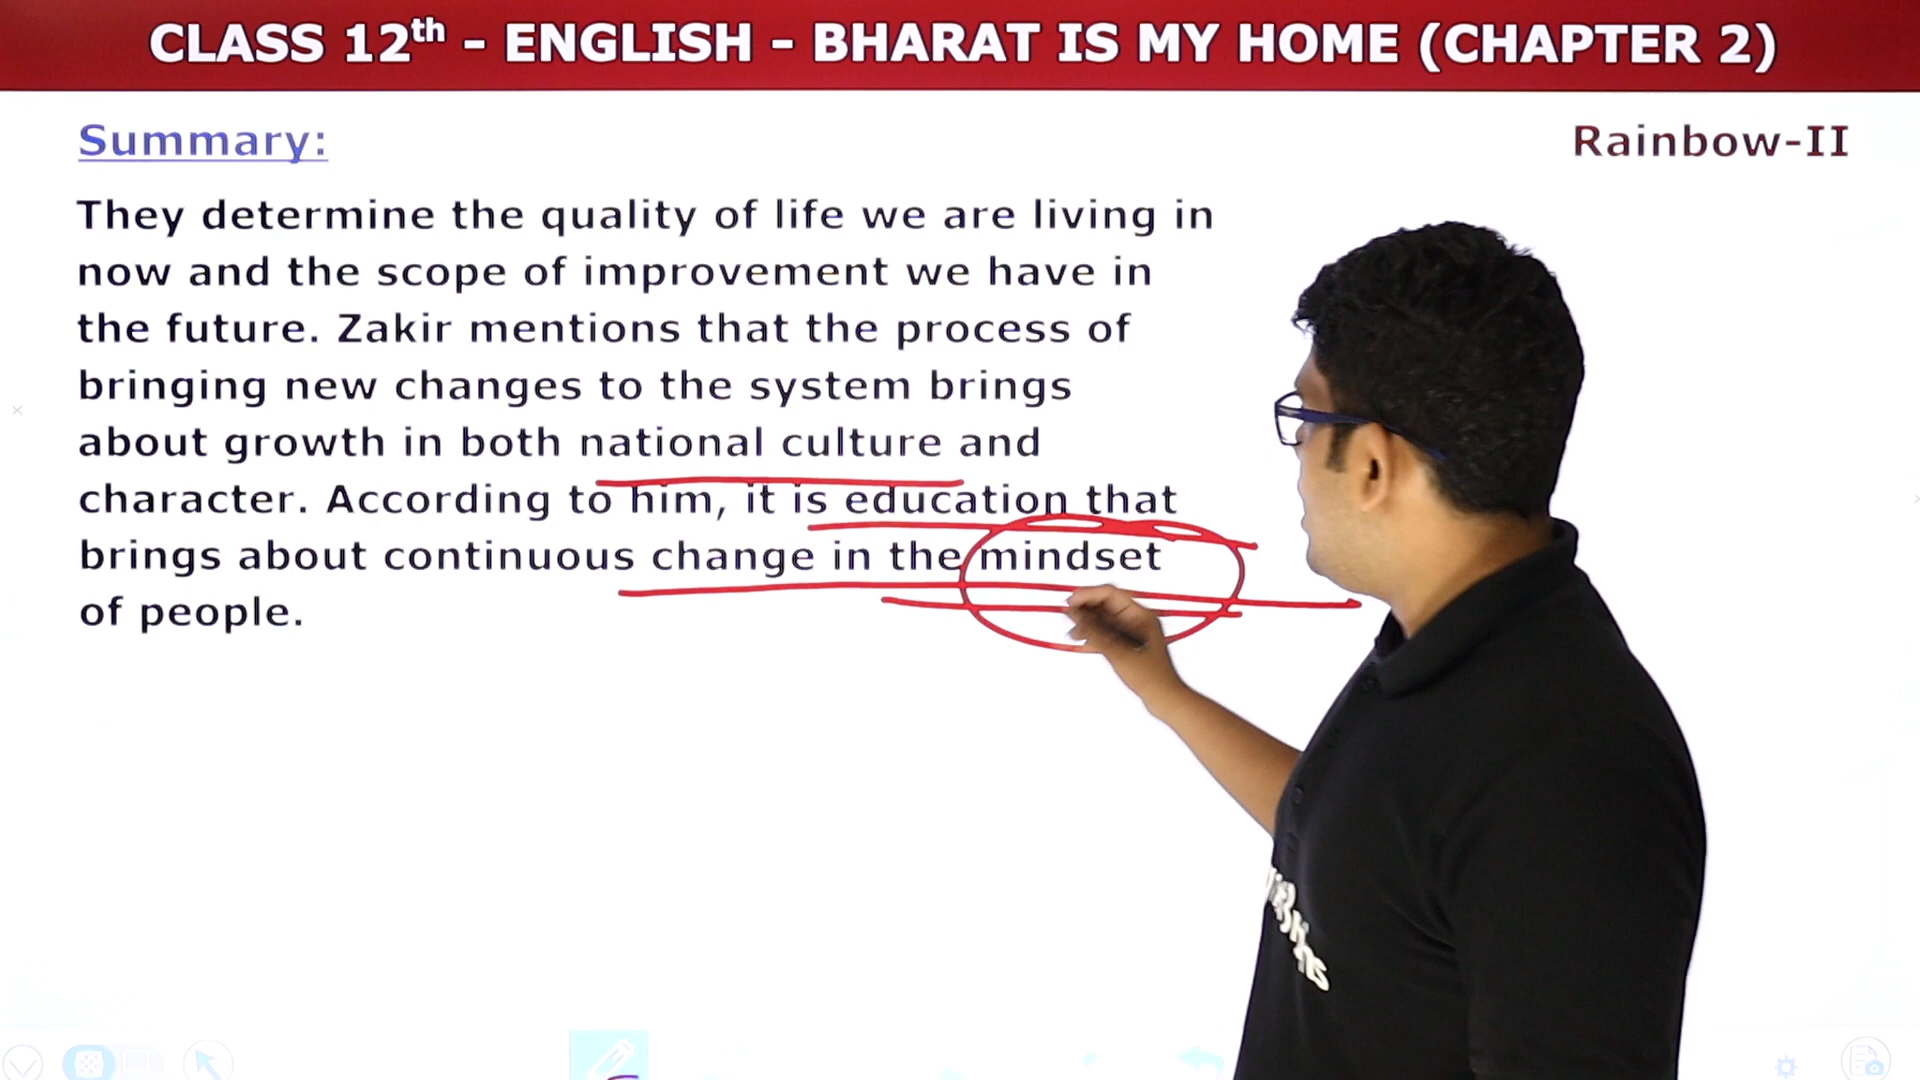 CLASS 12th - ENGLISH - BHARAT IS MY HOME (CHAPTER 2)
Summary:
Rainbow-II
They determine the quality of life we are living in
now and the scope of improvement we have in
the future. Zakir mentions that the process of
bringing new changes to the system brings
about growth in both national culture and
character. According to him, it is education that
brings about continuous change in the mindset
of people.